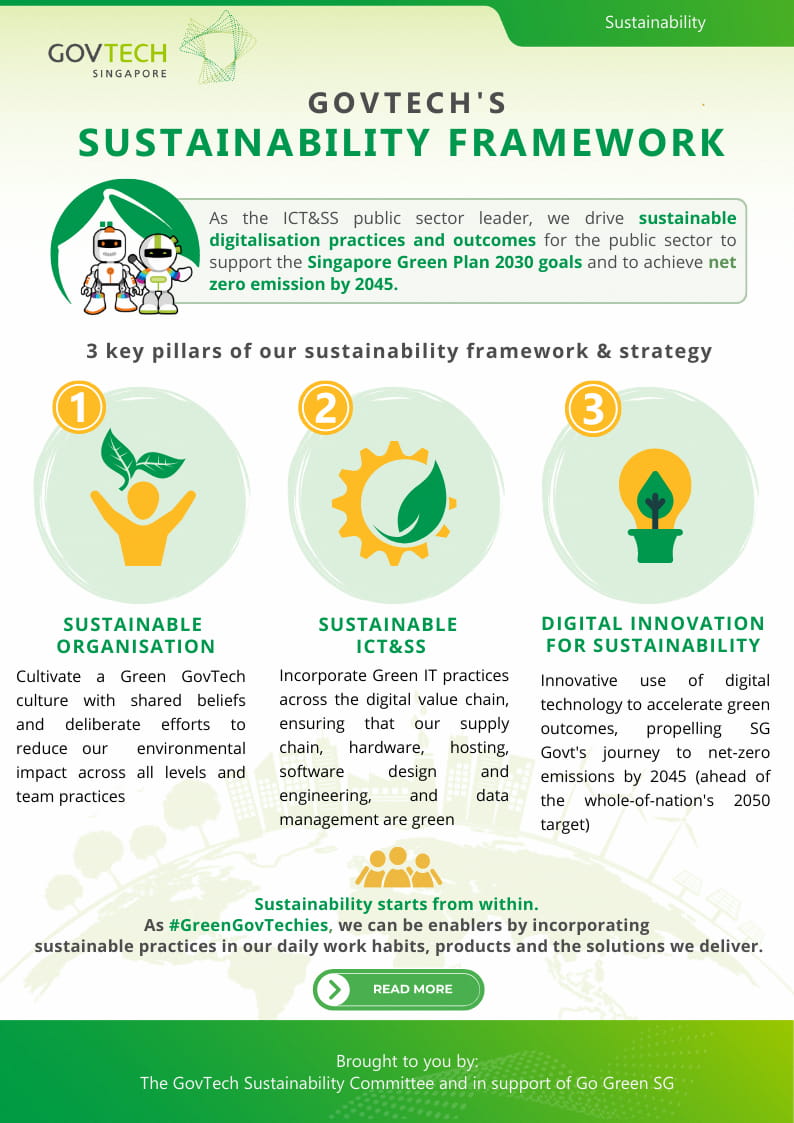 Sustainability
GOVTECH
SINGAPORE
GOVTECH'S
SUSTAINABILITY FRAMEWORK
As the ICT&SS public sector leader, we drive sustainable
digitalisation practices and outcomes for the public sector to
support the Singapore Green Plan 2030 goals and to achieve net
zero emission by 2045.
3 key pillars of our sustainability framework & strategy
1
2
3
SUSTAINABLE
ORGANISATION
Cultivate a Green GovTech
culture with shared beliefs
and deliberate efforts to
reduce our environmental
impact across all levels and
team practices
SUSTAINABLE
ICT&SS
Incorporate Green IT practices
across the digital value chain,
ensuring that our supply
chain, hardware, hosting,
software design and
engineering, and data
management are green
DIGITAL INNOVATION
FOR SUSTAINABILITY
Innovative use of digital
technology to accelerate green
outcomes, propelling SG
Govt's journey to net-zero
emissions by 2045 (ahead of
the whole-of-nation's 2050
target)
Sustainability starts from within.
As #GreenGovTechies, we can be enablers by incorporating
sustainable practices in our daily work habits, products and the solutions we deliver.
READ MORE
Brought to you by:
The GovTech Sustainability Committee and in support of Go Green SG